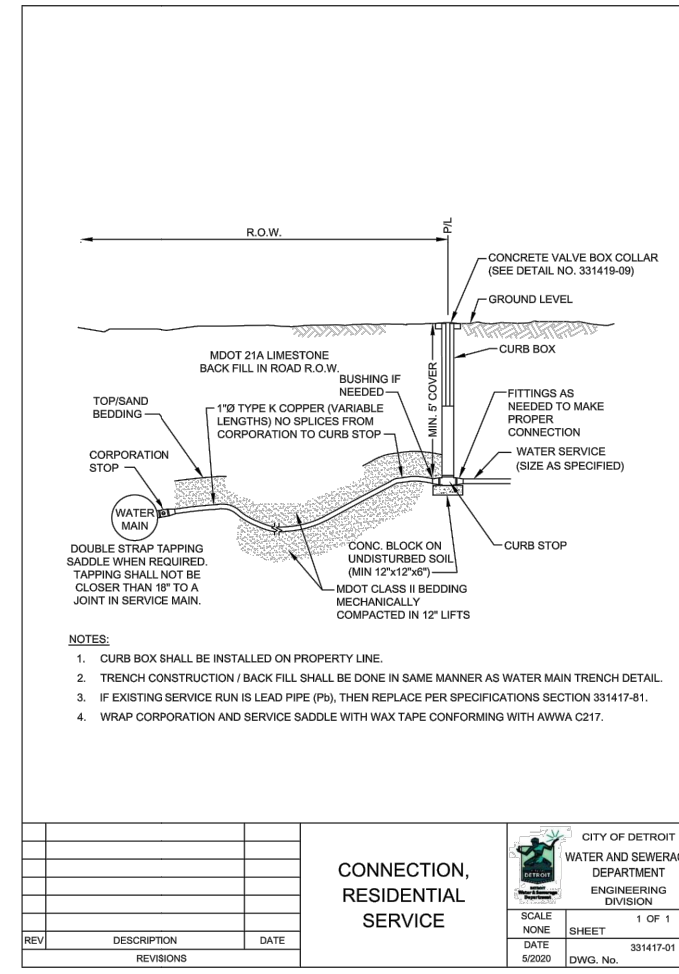 R.O.W.
P/L
CONCRETE VALVE BOX COLLAR
(SEE DETAIL NO. 331419-09)
GROUND LEVEL
MDOT 21A LIMESTONE
BACK FILL IN ROAD R.O.W.
CURB BOX
BUSHING IF
NEEDED
MIN. 5' COVER
TOP/SAND
BEDDING
1"Ø TYPE K COPPER (VARIABLE
LENGTHS) NO SPLICES FROM
CORPORATION TO CURB STOP
FITTINGS AS
NEEDED TO MAKE
PROPER
CONNECTION
CORPORATION
STOP
WATER SERVICE
(SIZE AS SPECIFIED)
WATER
MAIN
DOUBLE STRAP TAPPING
SADDLE WHEN REQUIRED.
TAPPING SHALL NOT BE
CLOSER THAN 18" TO A
JOINT IN SERVICE MAIN.
CONC. BLOCK ON
UNDISTURBED SOIL
(MIN 12"x12"x6")
CURB STOP
MDOT CLASS II BEDDING
MECHANICALLY
COMPACTED IN 12" LIFTS
NOTES:
1. CURB BOX SHALL BE INSTALLED ON PROPERTY LINE.
2. TRENCH CONSTRUCTION / BACK FILL SHALL BE DONE IN SAME MANNER AS WATER MAIN TRENCH DETAIL.
3. IF EXISTING SERVICE RUN IS LEAD PIPE (Pb), THEN REPLACE PER SPECIFICATIONS SECTION 331417-81.
4. WRAP CORPORATION AND SERVICE SADDLE WITH WAX TAPE CONFORMING WITH AWWA C217.
REV DESCRIPTION DATE
REVISIONS
CONNECTION,
RESIDENTIAL
SERVICE
DETROIT
Water & Sewerage
Department
CITY OF DETROIT
WATER AND SEWERAG
DEPARTMENT
ENGINEERING
DIVISION
SCALE
NONE
SHEET 1 OF 1
DATE
5/2020
DWG. No. 331417-01